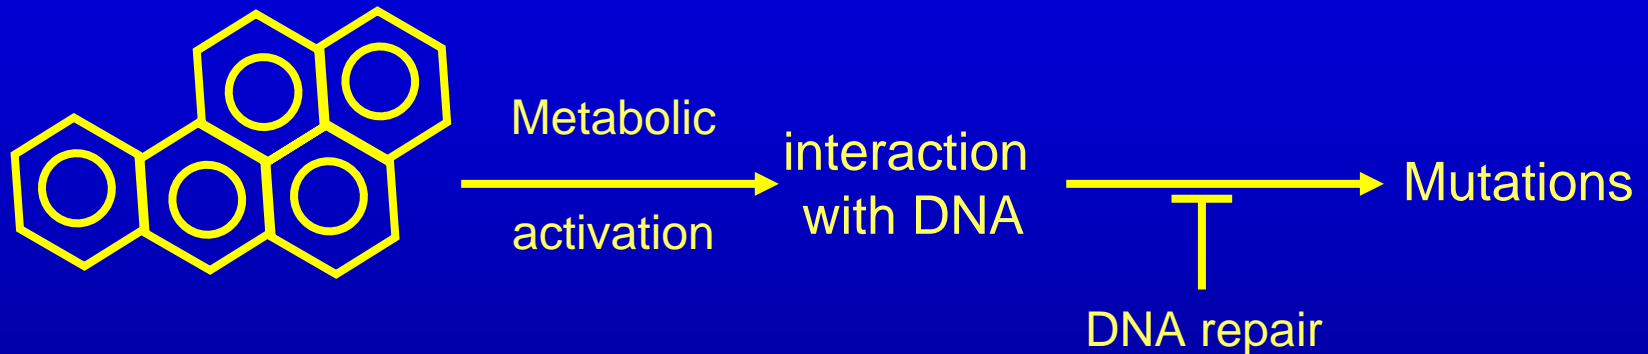 Metabolic
activation
interaction
with DNA
Mutations
DNA repair